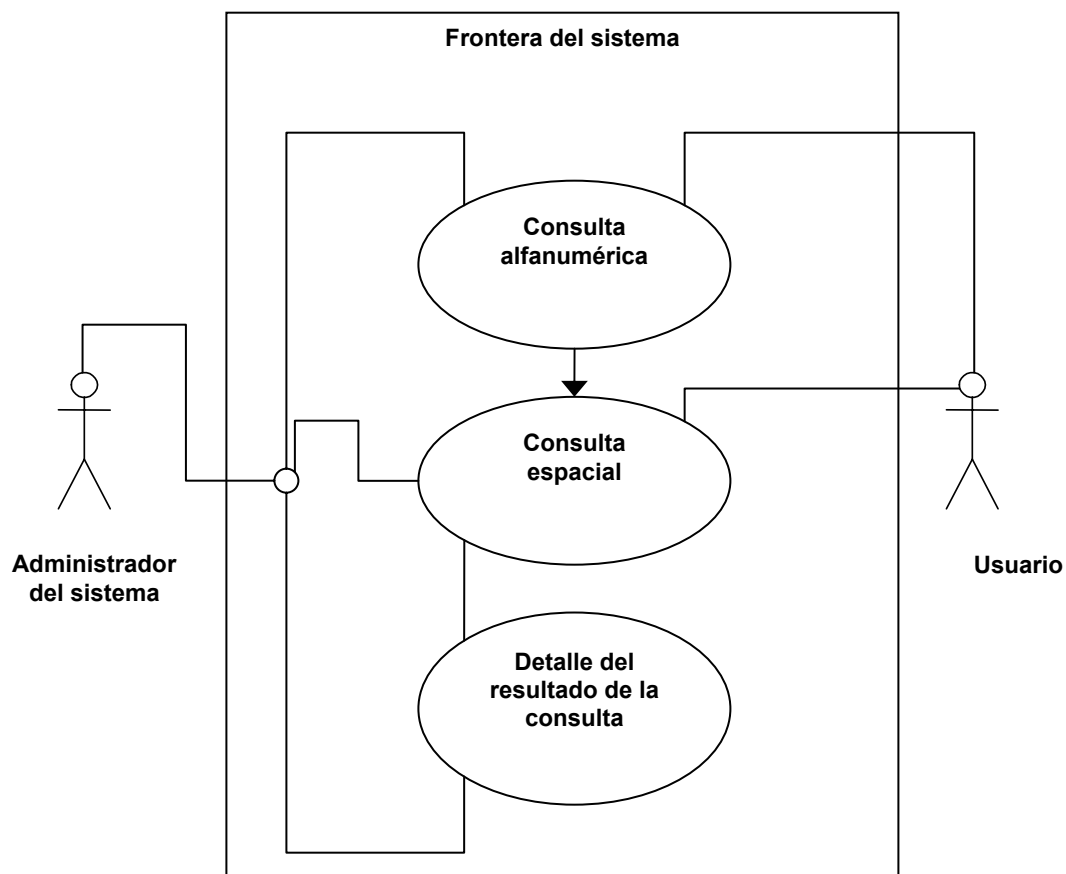 Frontera del sistema
Consulta
alfanumérica
Consulta
espacial
Administrador
del sistema
Usuario
Detalle del
resultado de la
consulta